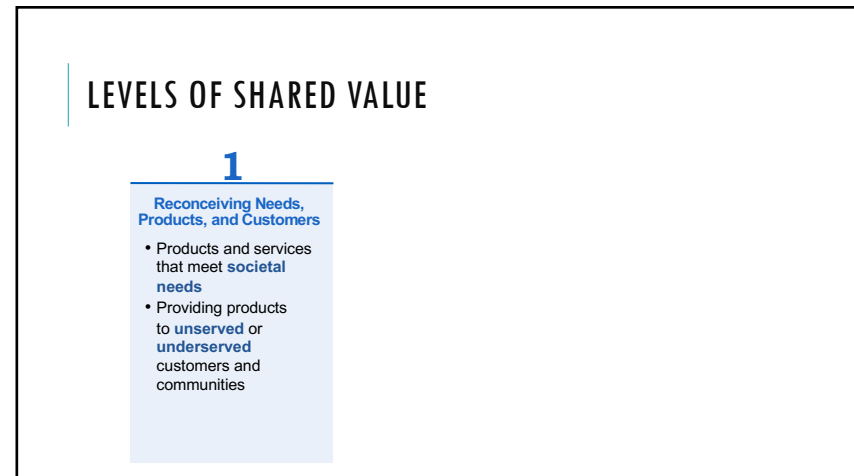 LEVELS OF SHARED VALUE
1
Reconceiving Needs,
Products, and Customers
• Products and services
that meet societal
needs
• Providing products
to unserved or
underserved
customers and
communities